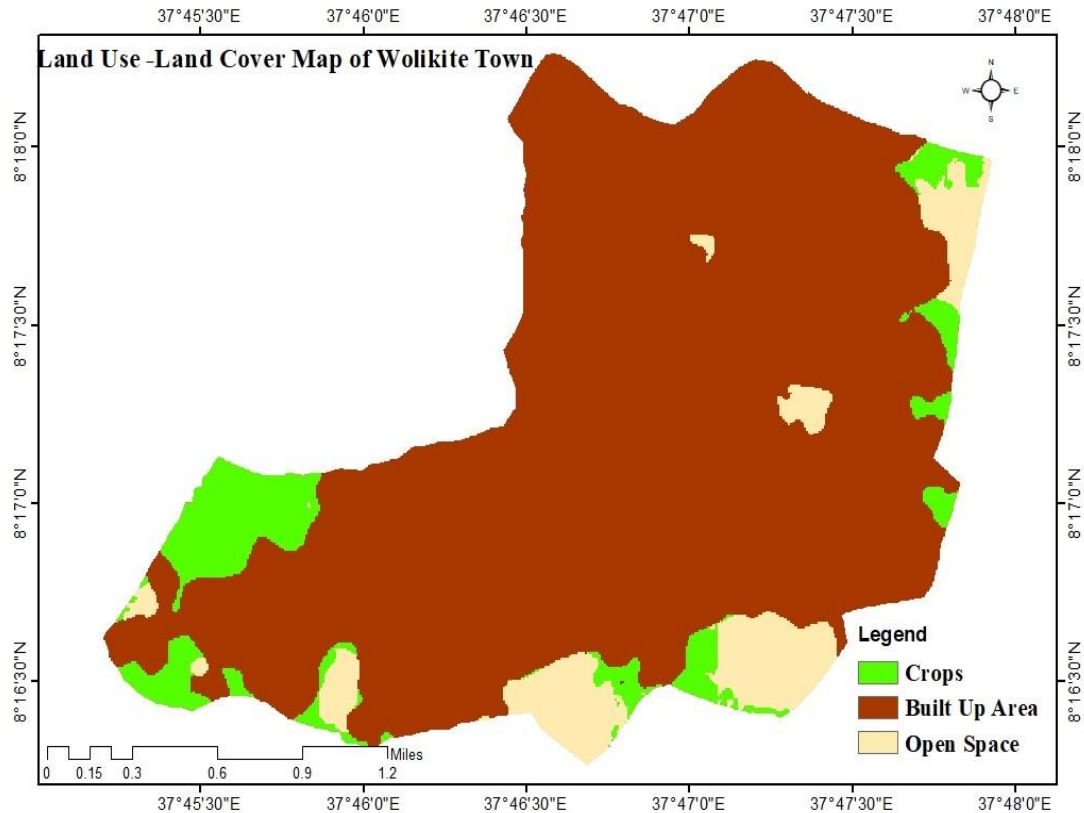 37°45'30"E 37°46'0"E 37°46'30"E 37°47'0"E 37°47'30"E 37°48'0"E
Land Use -Land Cover Map of Wolikite Town
N
W E
S
8°18'0"N 8°18'0"N
8°17'30"N 8°17'30"N
8°17'0"N 8°17'0"N
8°16'30"N 8°16'30"N
Legend
Crops
Built Up Area
Open Space
Miles
0 0.15 0.3 0.6 0.9 1.2
37°45'30"E 37°46'0"E 37°46'30"E 37°47'0"E 37°47'30"E 37°48'0"E